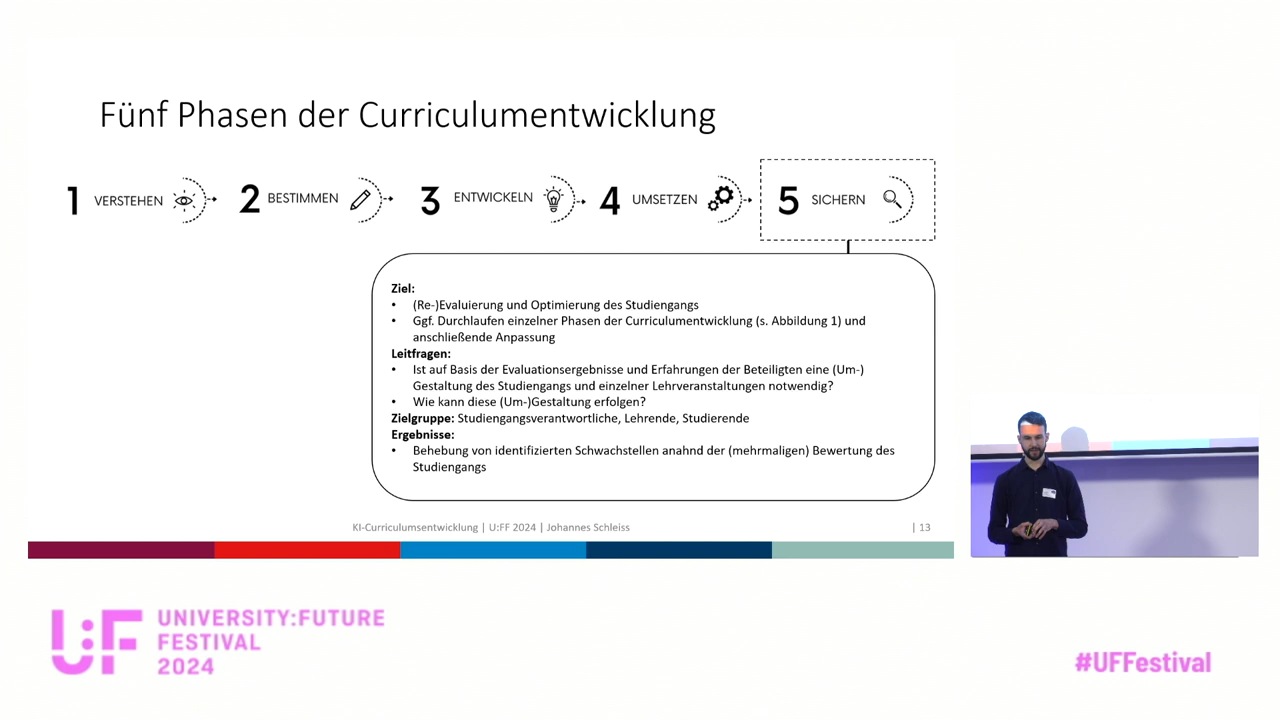 Fünf Phasen der Curriculumentwicklung
1 VERSTEHEN
2 BESTIMMEN
3 ENTWICKELN
4 UMSETZEN
5 SICHERN
Ziel:
• (Re-)Evaluierung und Optimierung des Studiengangs
• Ggf. Durchlaufen einzelner Phasen der Curriculumentwicklung (s. Abbildung 1) und
anschließende Anpassung
Leitfragen:
• Ist auf Basis der Evaluationsergebnisse und Erfahrungen der Beteiligten eine (Um-)
Gestaltung des Studiengangs und einzelner Lehrveranstaltungen notwendig?
• Wie kann diese (Um-)Gestaltung erfolgen?
Zielgruppe: Studiengangsverantwortliche, Lehrende, Studierende
Ergebnisse:
• Behebung von identifizierten Schwachstellen anahnd der (mehrmaligen) Bewertung des
Studiengangs
KI-Curriculumsentwicklung | U:FF 2024 | Johannes Schleiss
| 13
U:F
UNIVERSITY:FUTURE
FESTIVAL
2024
#UFFestival